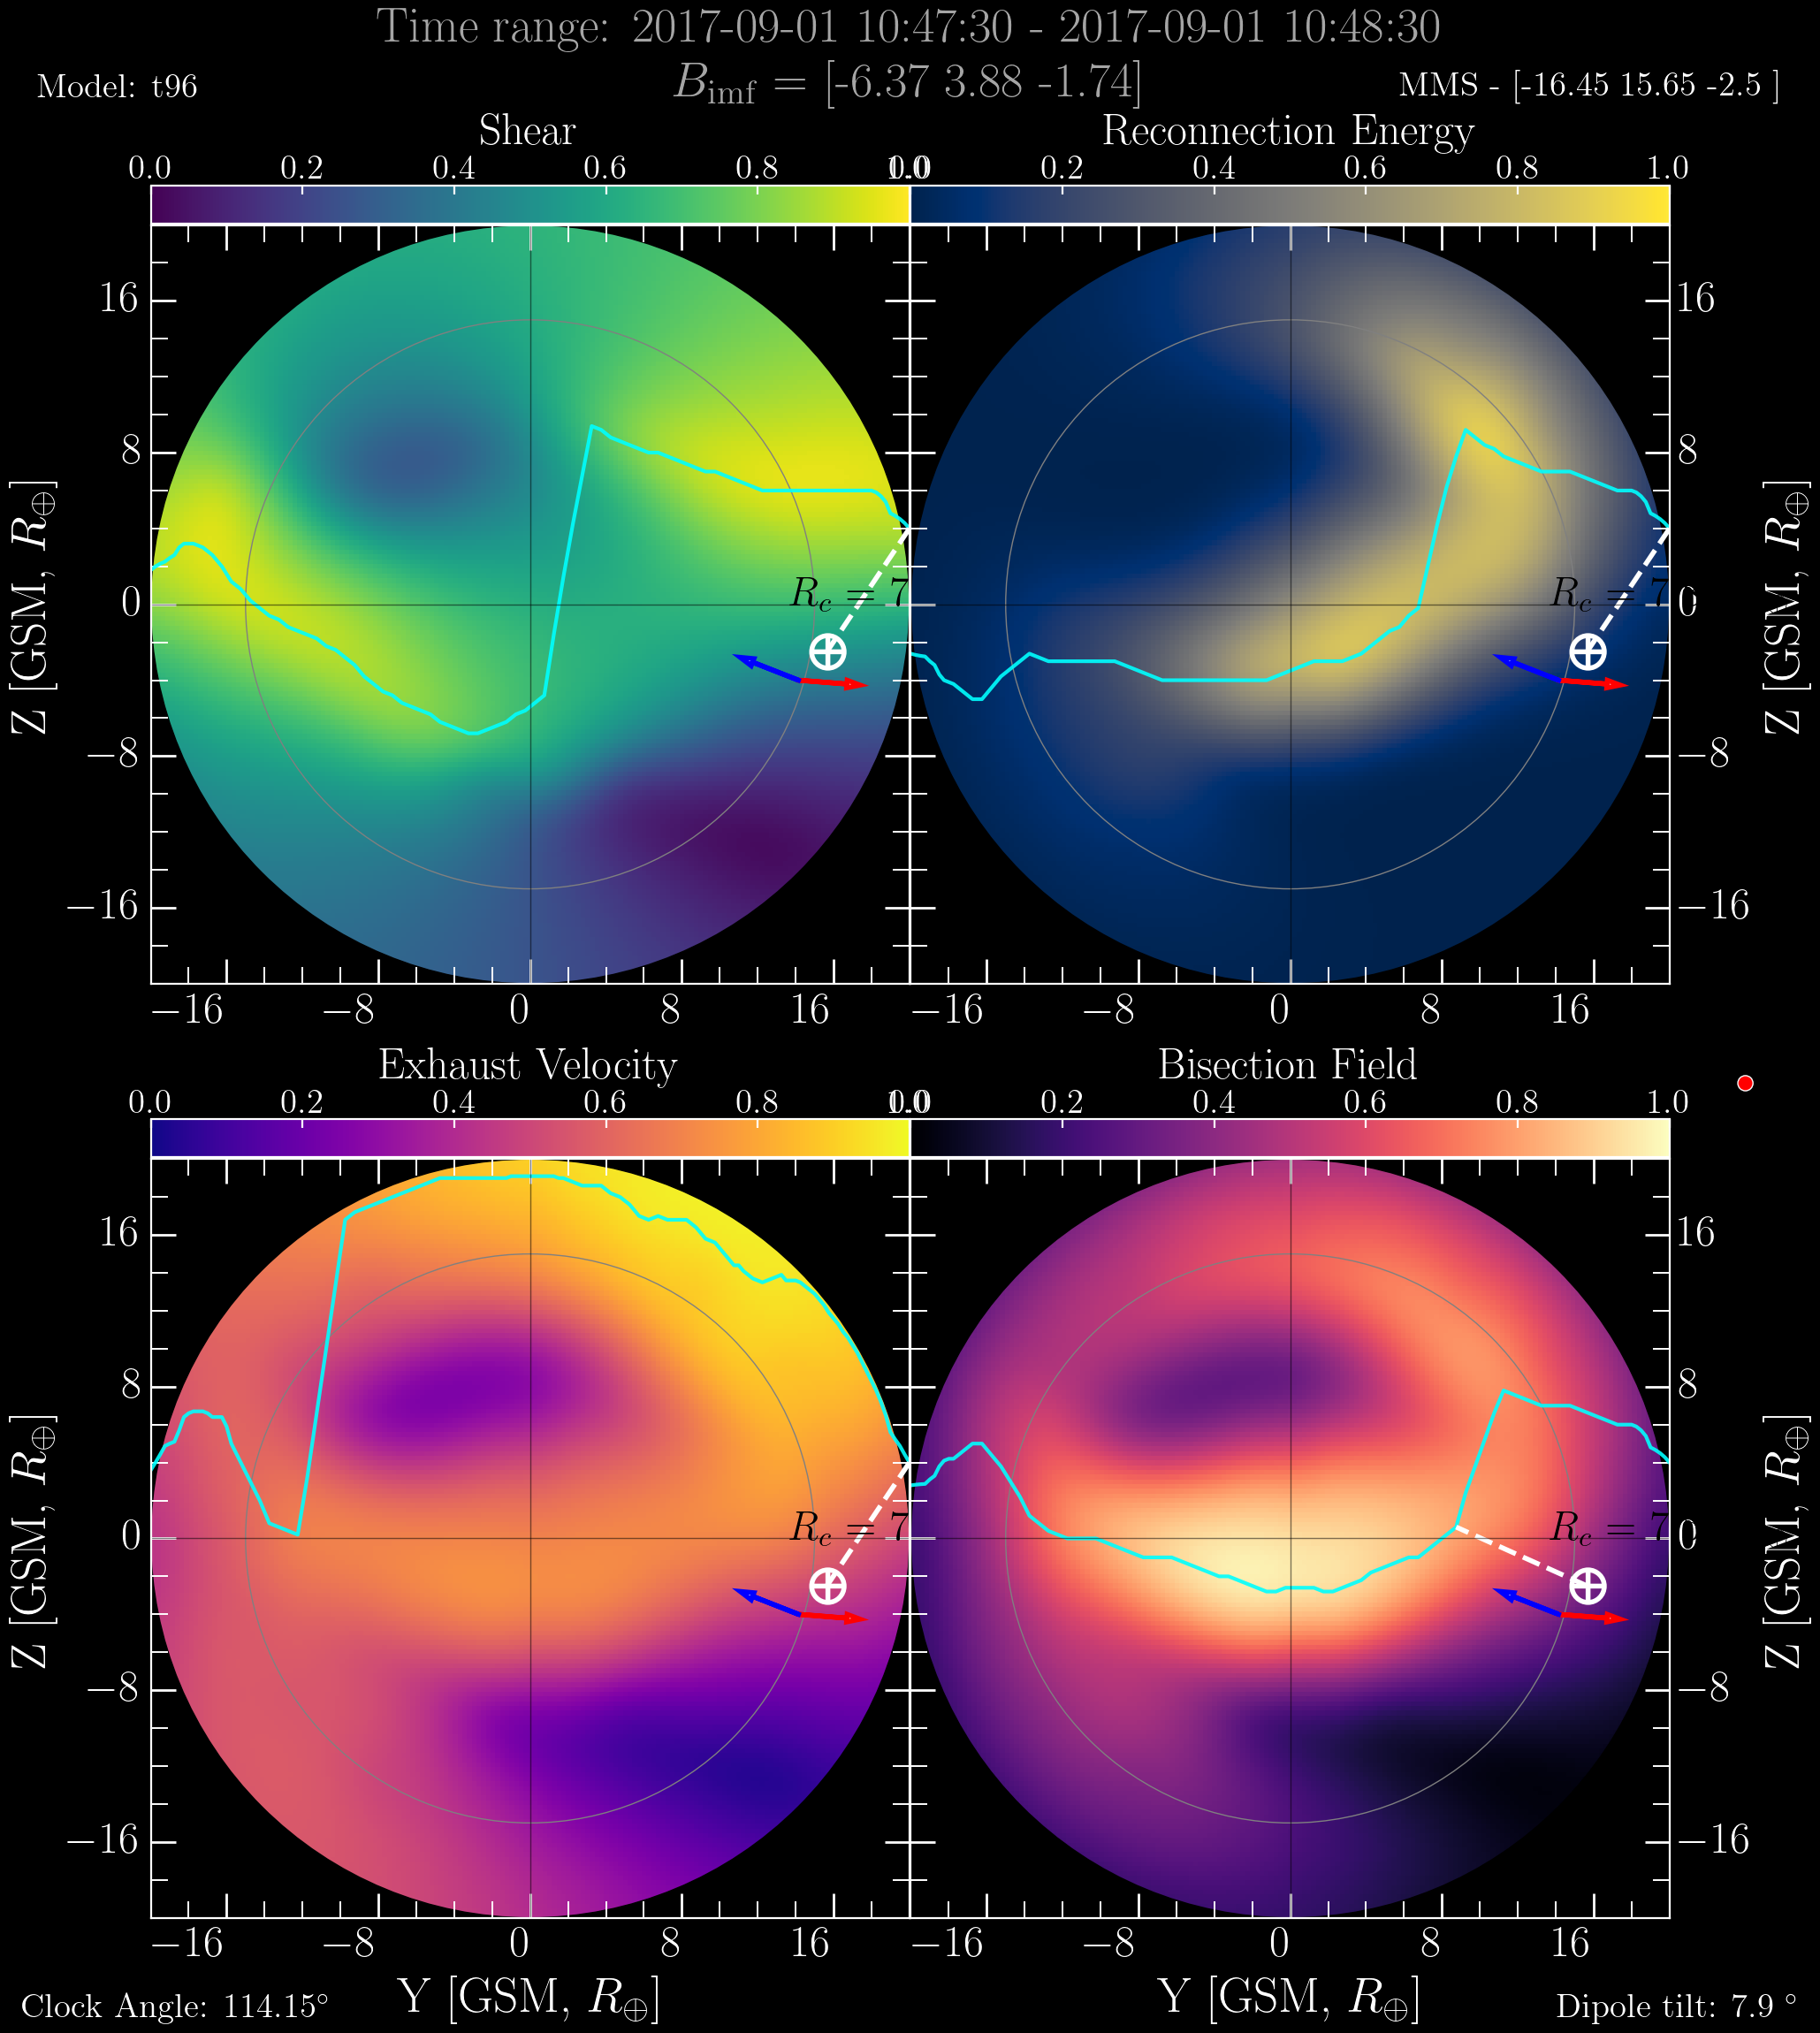 Time range: 2017-09-01 10:47:30 - 2017-09-01 10:48:30
Model: t96
B_imf = [-6.37 3.88 -1.74]
MMS - [-16.45 15.65 -2.5 ]
Shear
Reconnection Energy
0.0 0.2 0.4 0.6 0.8 1.0
0.0 0.2 0.4 0.6 0.8 1.0
Z [GSM, R⊕]
16
8
0
−8
−16
R_c = 7
R_c = 7
16
8
0
−8
−16
Z [GSM, R⊕]
−16 −8 0 8 16
−16 −8 0 8 16
Exhaust Velocity
Bisection Field
0.0 0.2 0.4 0.6 0.8 1.0
0.0 0.2 0.4 0.6 0.8 1.0
Z [GSM, R⊕]
16
8
0
−8
−16
R_c = 7
R_c = 7
16
8
0
−8
−16
Z [GSM, R⊕]
−16 −8 0 8 16
−16 −8 0 8 16
Y [GSM, R⊕]
Y [GSM, R⊕]
Clock Angle: 114.15°
Dipole tilt: 7.9 °